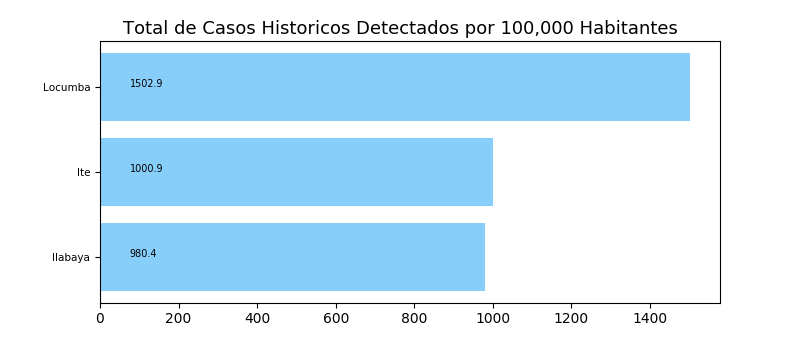 Total de Casos Historicos Detectados por 100,000 Habitantes
Locumba
1502.9
Ite
1000.9
Ilabaya
980.4
0 200 400 600 800 1000 1200 1400